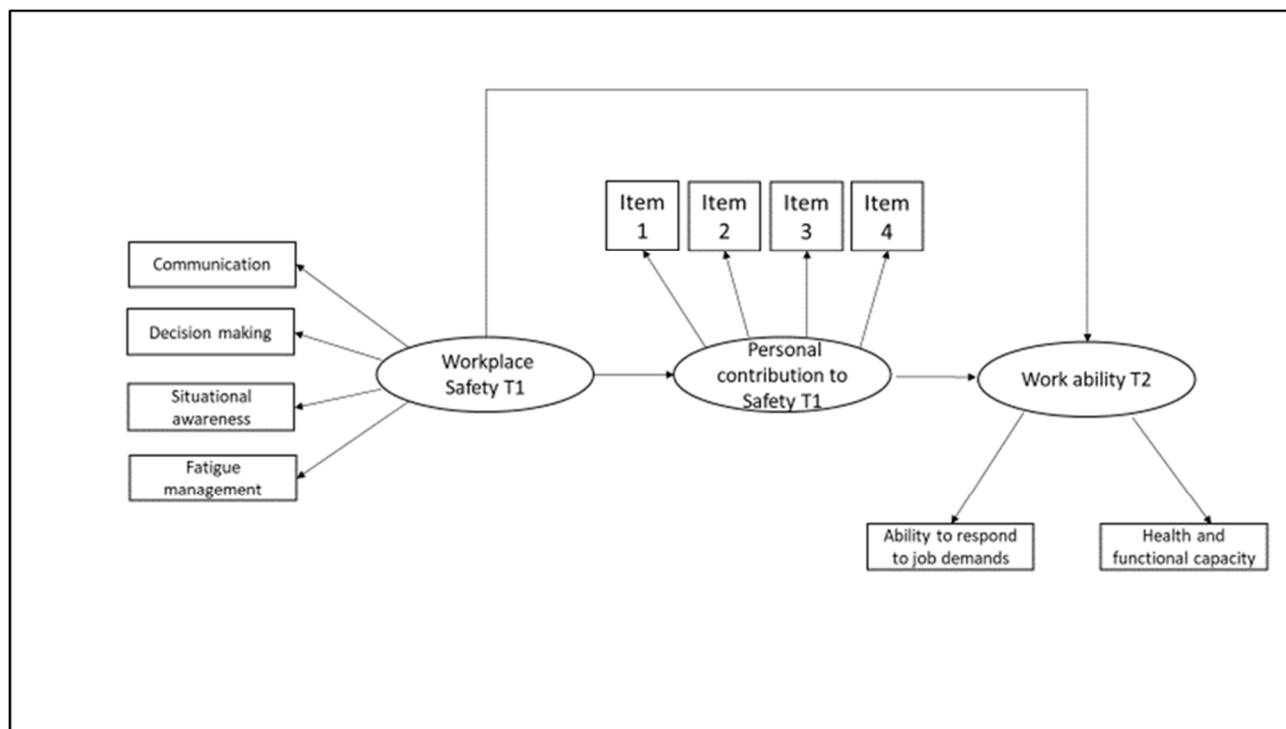 Item
1
Item
2
Item
3
Item
4
Communication
Decision making
Situational
awareness
Fatigue
management
Workplace
Safety T1
Personal
contribution to
Safety T1
Work ability T2
Ability to respond
to job demands
Health and
functional capacity